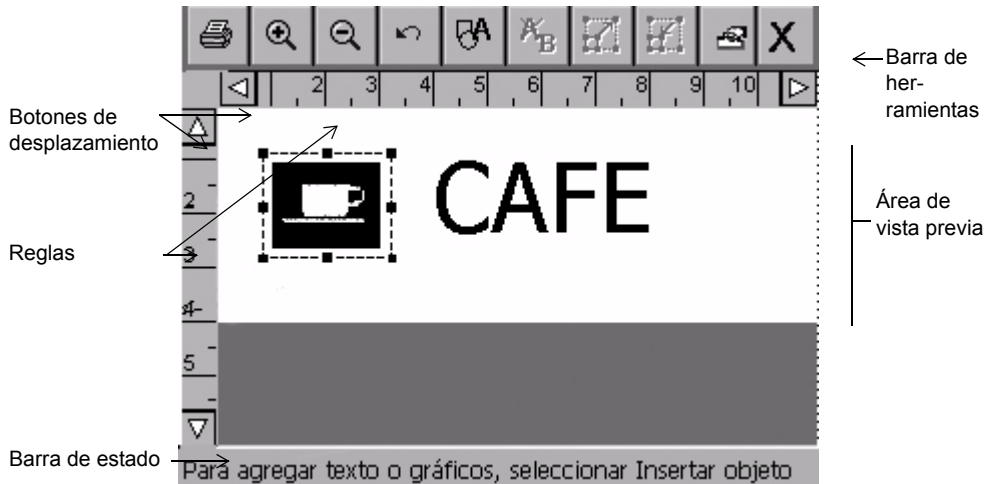 A
A B
X
2 3 4 5 6 7 8 9 10
Barra de
her-
ramientas
Botones de
desplazamiento
2
CAFE
Área de
vista previa
Reglas
3
4
5
Barra de estado
Para agregar texto o gráficos, seleccionar Insertar objeto